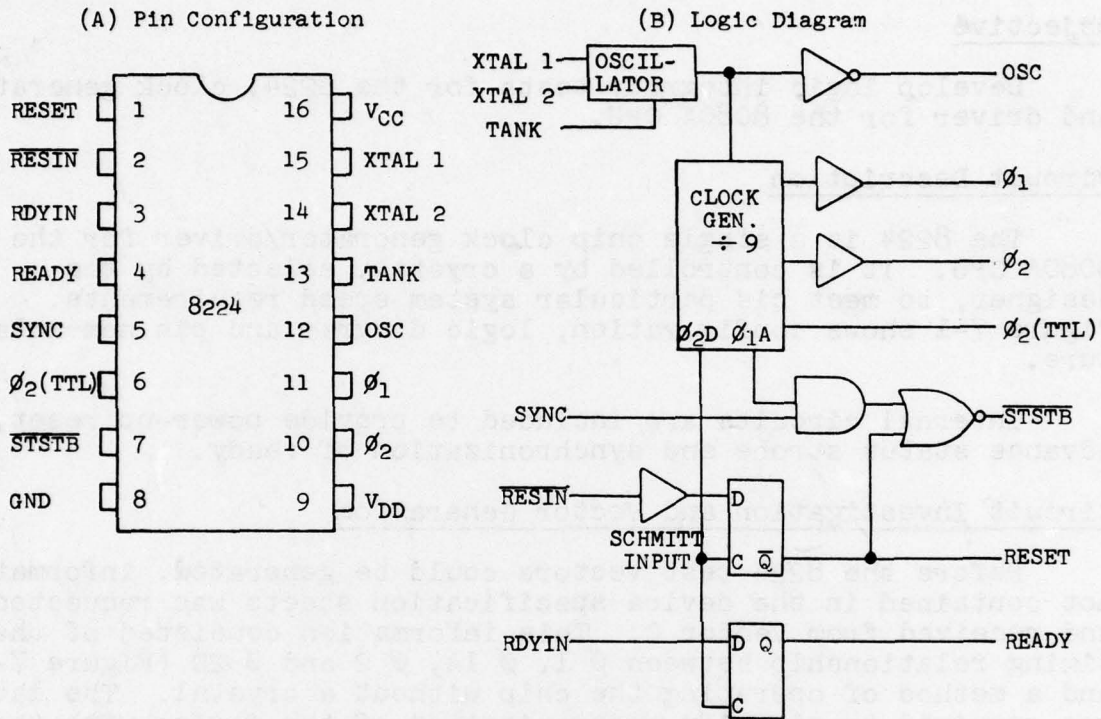 (A) Pin Configuration
RESET 1 16 VCC
RESIN 2 15 XTAL 1
RDYIN 3 14 XTAL 2
READY 4 13 TANK
8224
SYNC 5 12 OSC
Ø2(TTL) 6 11 Ø1
STSTB 7 10 Ø2
GND 8 9 VDD
(B) Logic Diagram
XTAL 1
XTAL 2
TANK
OSCIL-
LATOR
OSC
CLOCK
GEN.
÷ 9
Ø1
Ø2
Ø2(TTL)
Ø2D Ø1A
SYNC
STSTB
RESIN
D
SCHMITT
INPUT
C Q̅
RESET
RDYIN
D Q
READY
C